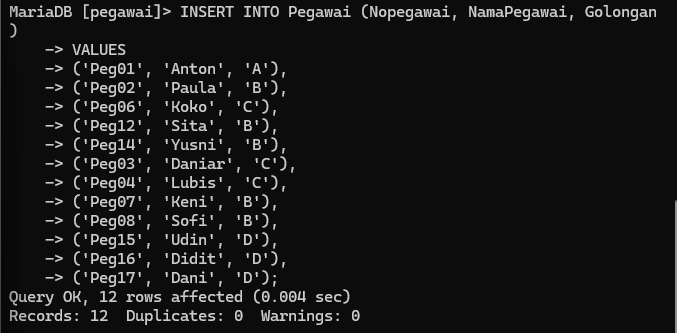 MariaDB [pegawai]> INSERT INTO Pegawai (Nopegawai, NamaPegawai, Golongan
)
    -> VALUES
    -> ('Peg01', 'Anton', 'A'),
    -> ('Peg02', 'Paula', 'B'),
    -> ('Peg06', 'Koko', 'C'),
    -> ('Peg12', 'Sita', 'B'),
    -> ('Peg14', 'Yusni', 'B'),
    -> ('Peg03', 'Daniar', 'C'),
    -> ('Peg04', 'Lubis', 'C'),
    -> ('Peg07', 'Keni', 'B'),
    -> ('Peg08', 'Sofi', 'B'),
    -> ('Peg15', 'Udin', 'D'),
    -> ('Peg16', 'Didit', 'D'),
    -> ('Peg17', 'Dani', 'D');
Query OK, 12 rows affected (0.004 sec)
Records: 12  Duplicates: 0  Warnings: 0